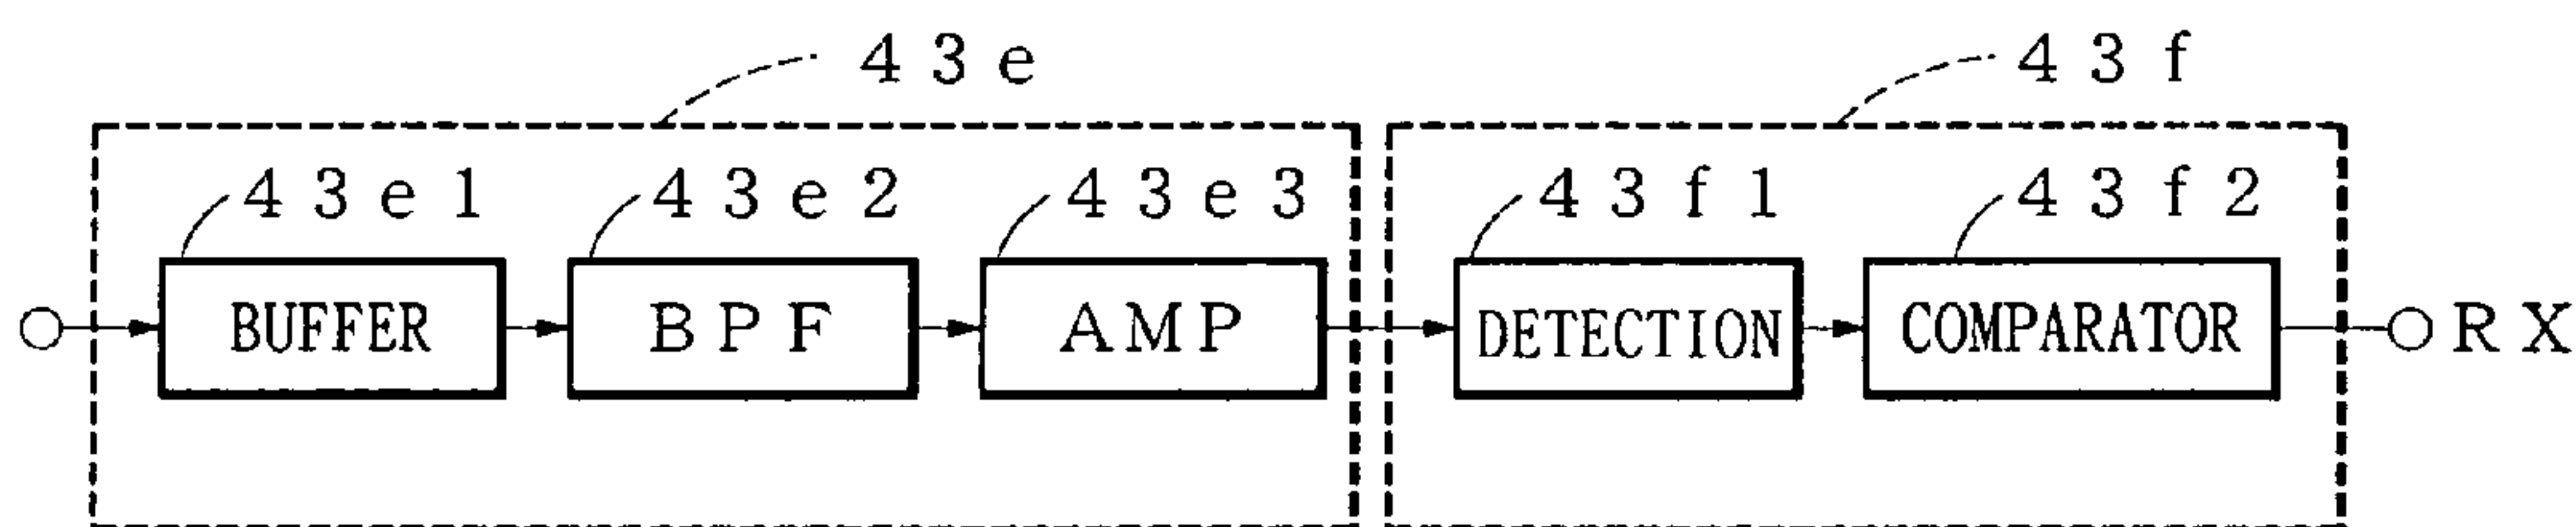 43e 43f
43e1 43e2 43e3 43f1 43f2
BUFFER BPF AMP DETECTION COMPARATOR RX